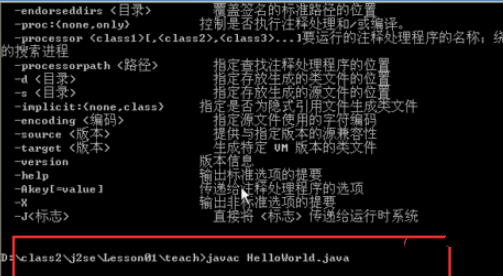 -endorseddirs <目录> 覆盖签名的标准路径的位置
-proc:{none,only} 控制是否执行注释处理和/或编译。
-processor <class1>[,<class2>,<class3>...]要运行的注释处理程序的名称；绕
的搜索进程
-processorpath <路径> 指定查找注释处理程序的位置
-d <目录> 指定存放生成的类文件的位置
-s <目录> 指定存放生成的源文件的位置
-implicit:{none,class} 指定是否为隐式引用文件生成类文件
-encoding <编码> 指定源文件使用的字符编码
-source <版本> 提供与指定版本的源兼容性
-target <版本> 生成特定 VM 版本的类文件
-version 版本信息
-help 输出标准选项的提要
-Akey[=value] 传递给注释处理程序的选项
-X 输出非标准选项的提要
-J<标志> 直接将 <标志> 传递给运行时系统
D:\class2\j2se\Lesson01\teach>javac HelloWorld.java